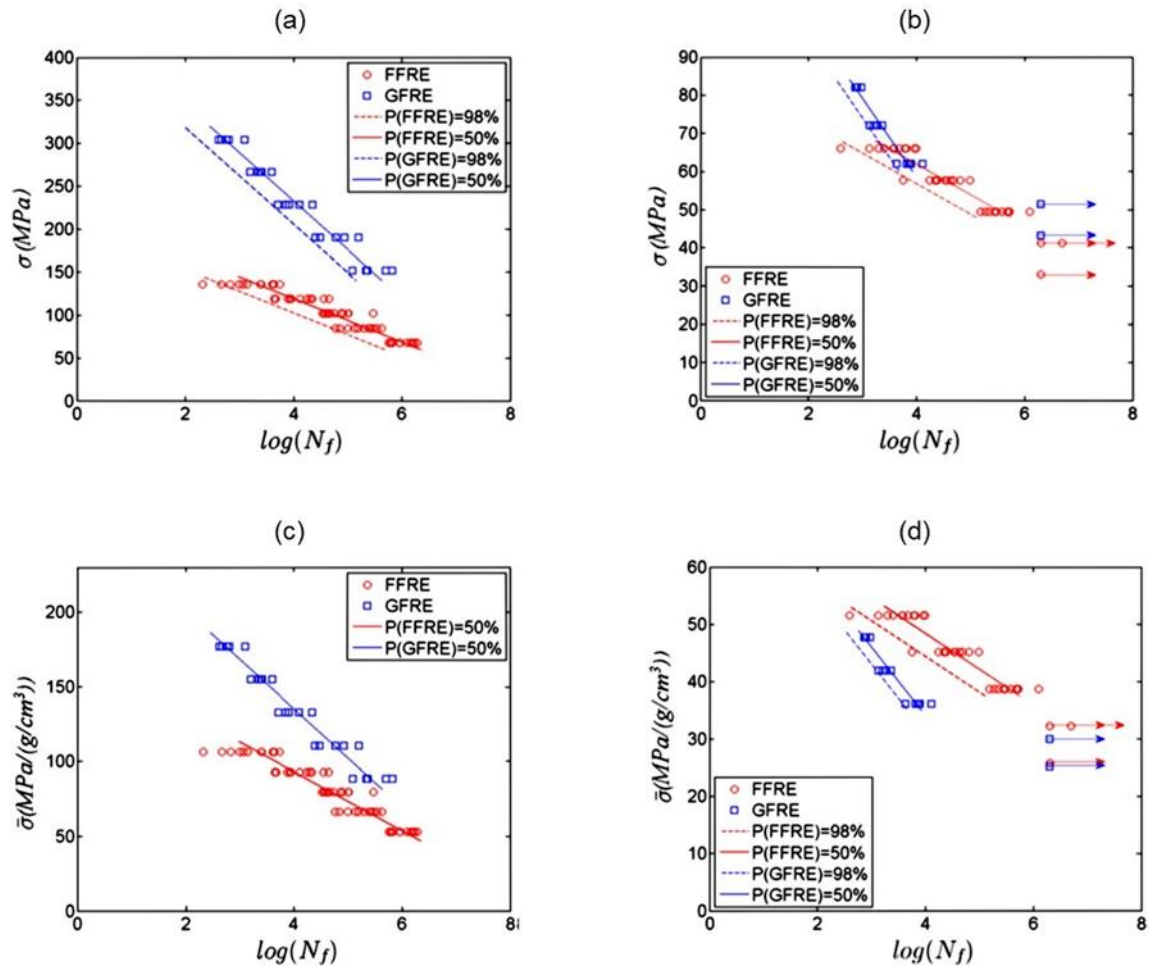 (a)
400
350
300
250
200
150
100
50
0
0 2 4 6 8
σ (MPa)
log(N_f)
FFRE
GFRE
P(FFRE)=98%
P(FFRE)=50%
P(GFRE)=98%
P(GFRE)=50%
(b)
90
80
70
60
50
40
30
20
10
0
0 2 4 6 8
σ (MPa)
log(N_f)
FFRE
GFRE
P(FFRE)=98%
P(FFRE)=50%
P(GFRE)=98%
P(GFRE)=50%
(c)
200
150
100
50
0
0 2 4 6 8
σ̄(MPa/(g/cm³))
log(N_f)
FFRE
GFRE
P(FFRE)=50%
P(GFRE)=50%
(d)
60
50
40
30
20
10
0
0 2 4 6 8
σ̄(MPa/(g/cm³))
log(N_f)
FFRE
GFRE
P(FFRE)=98%
P(FFRE)=50%
P(GFRE)=98%
P(GFRE)=50%